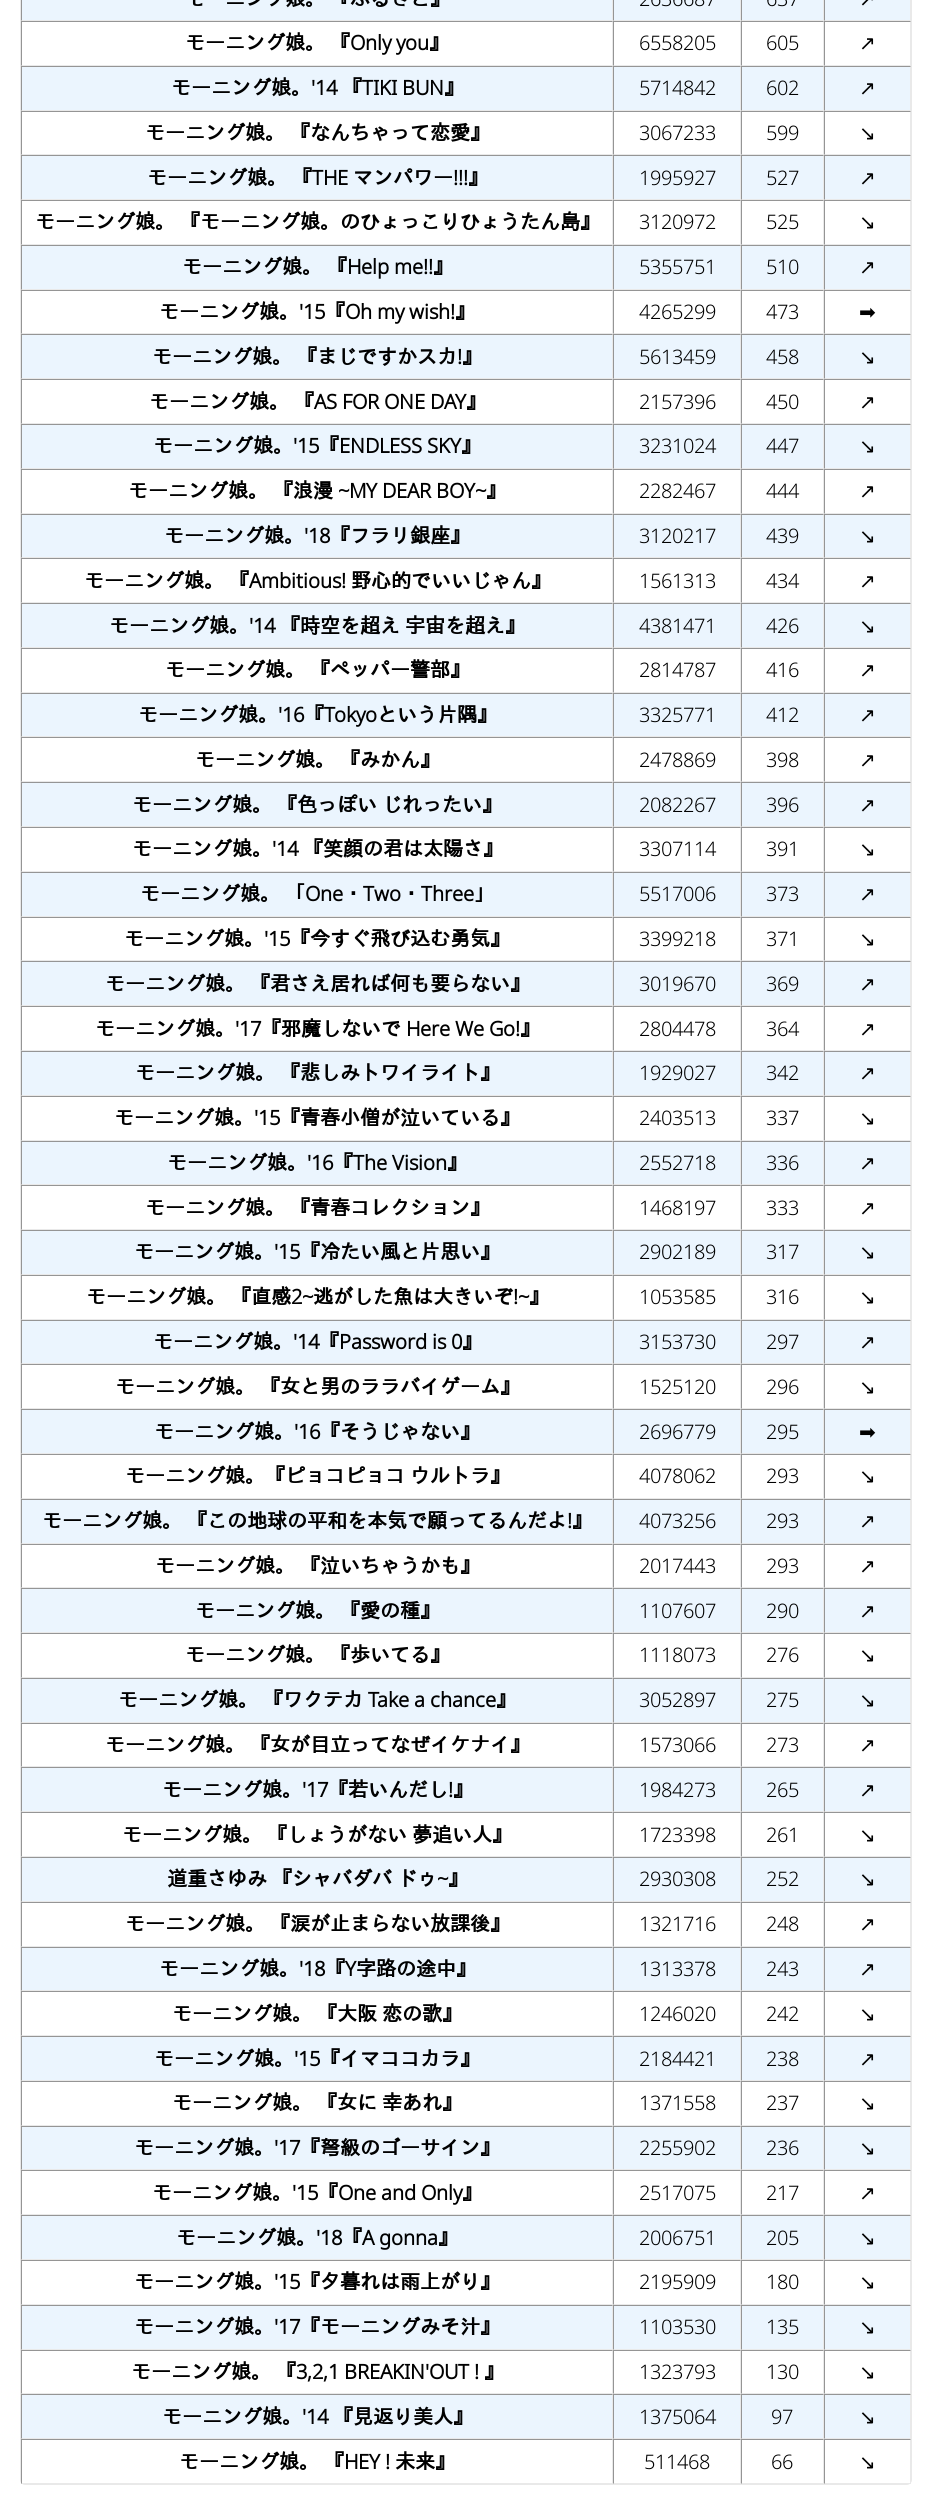 モーニング娘。 『Only you』 6558205 605 ↗
モーニング娘。'14 『TIKI BUN』 5714842 602 ↗
モーニング娘。 『なんちゃって恋愛』 3067233 599 ↘
モーニング娘。 『THE マンパワー!!!』 1995927 527 ↗
モーニング娘。 『モーニング娘。のひょっこりひょうたん島』 3120972 525 ↘
モーニング娘。 『Help me!!』 5355751 510 ↗
モーニング娘。'15『Oh my wish!』 4265299 473 ➡
モーニング娘。 『まじですかスカ!』 5613459 458 ↘
モーニング娘。 『AS FOR ONE DAY』 2157396 450 ↗
モーニング娘。'15『ENDLESS SKY』 3231024 447 ↘
モーニング娘。 『浪漫 ~MY DEAR BOY~』 2282467 444 ↗
モーニング娘。'18『フラリ銀座』 3120217 439 ↘
モーニング娘。 『Ambitious! 野心的でいいじゃん』 1561313 434 ↗
モーニング娘。'14 『時空を超え 宇宙を超え』 4381471 426 ↘
モーニング娘。 『ペッパー警部』 2814787 416 ↗
モーニング娘。'16『Tokyoという片隅』 3325771 412 ↗
モーニング娘。 『みかん』 2478869 398 ↗
モーニング娘。 『色っぽい じれったい』 2082267 396 ↗
モーニング娘。'14 『笑顔の君は太陽さ』 3307114 391 ↘
モーニング娘。 「One・Two・Three」 5517006 373 ↗
モーニング娘。'15『今すぐ飛び込む勇気』 3399218 371 ↘
モーニング娘。 『君さえ居れば何も要らない』 3019670 369 ↗
モーニング娘。'17『邪魔しないで Here We Go!』 2804478 364 ↗
モーニング娘。 『悲しみトワイライト』 1929027 342 ↗
モーニング娘。'15『青春小僧が泣いている』 2403513 337 ↘
モーニング娘。'16『The Vision』 2552718 336 ↗
モーニング娘。 『青春コレクション』 1468197 333 ↗
モーニング娘。'15『冷たい風と片思い』 2902189 317 ↘
モーニング娘。 『直感2~逃がした魚は大きいぞ!~』 1053585 316 ↘
モーニング娘。'14『Password is 0』 3153730 297 ↗
モーニング娘。 『女と男のララバイゲーム』 1525120 296 ↘
モーニング娘。'16『そうじゃない』 2696779 295 ➡
モーニング娘。『ピョコピョコ ウルトラ』 4078062 293 ↘
モーニング娘。 『この地球の平和を本気で願ってるんだよ!』 4073256 293 ↗
モーニング娘。 『泣いちゃうかも』 2017443 293 ↗
モーニング娘。 『愛の種』 1107607 290 ↗
モーニング娘。 『歩いてる』 1118073 276 ↘
モーニング娘。 『ワクテカ Take a chance』 3052897 275 ↘
モーニング娘。 『女が目立ってなぜイケナイ』 1573066 273 ↗
モーニング娘。'17『若いんだし!』 1984273 265 ↗
モーニング娘。 『しょうがない 夢追い人』 1723398 261 ↘
道重さゆみ 『シャバダバ ドゥ~』 2930308 252 ↘
モーニング娘。 『涙が止まらない放課後』 1321716 248 ↗
モーニング娘。'18『Y字路の途中』 1313378 243 ↗
モーニング娘。 『大阪 恋の歌』 1246020 242 ↘
モーニング娘。'15『イマココカラ』 2184421 238 ↗
モーニング娘。 『女に 幸あれ』 1371558 237 ↘
モーニング娘。'17『弩級のゴーサイン』 2255902 236 ↘
モーニング娘。'15『One and Only』 2517075 217 ↗
モーニング娘。'18『A gonna』 2006751 205 ↘
モーニング娘。'15『夕暮れは雨上がり』 2195909 180 ↘
モーニング娘。'17『モーニングみそ汁』 1103530 135 ↘
モーニング娘。 『3,2,1 BREAKIN'OUT ! 』 1323793 130 ↘
モーニング娘。'14 『見返り美人』 1375064 97 ↘
モーニング娘。 『HEY ! 未来』 511468 66 ↘